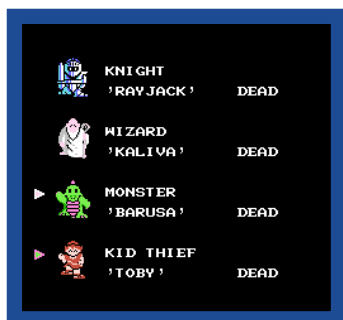 KNIGHT
'RAYJACK' DEAD
WIZARD
'KALIVA' DEAD
MONSTER
'BARUSA' DEAD
KID THIEF
'TOBY' DEAD